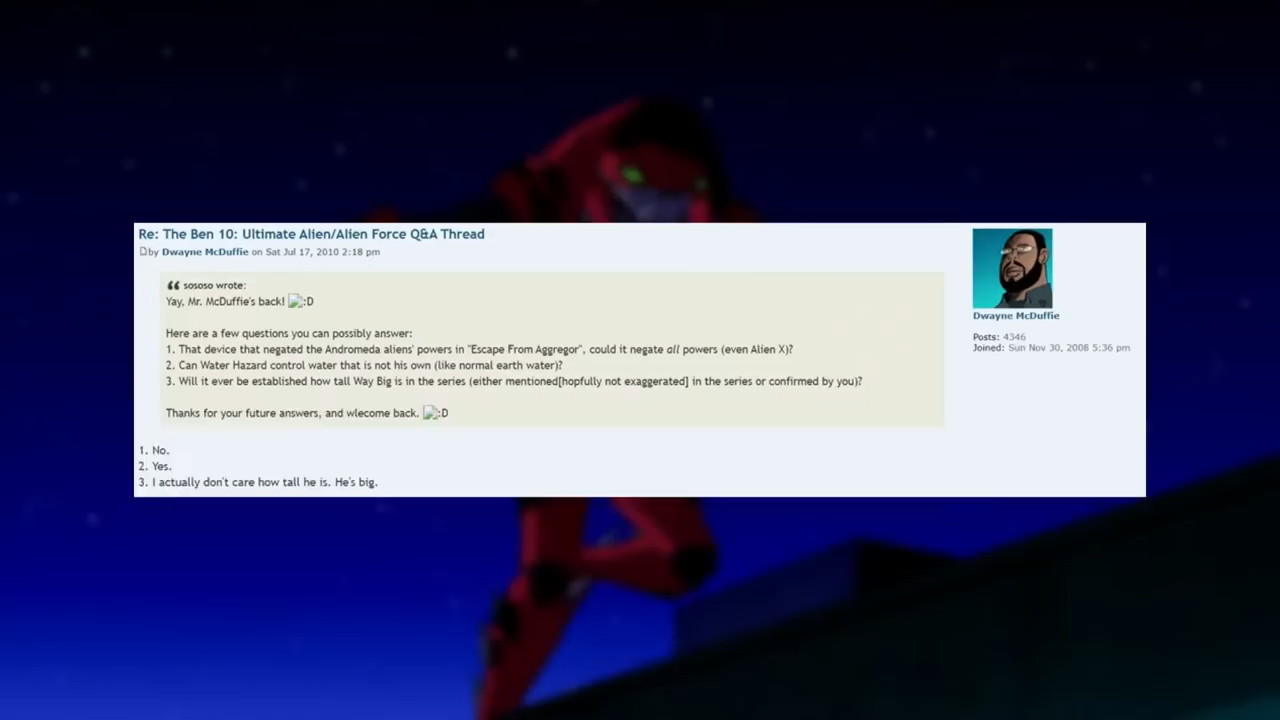 Re: The Ben 10: Ultimate Alien/Alien Force Q&A Thread
by Dwayne McDuffie on Sat Jul 17, 2010 2:18 pm
sososo wrote:
Yay, Mr. McDuffie's back! :D
Here are a few questions you can possibly answer:
1. That device that negated the Andromeda aliens' powers in "Escape From Aggregor", could it negate all powers (even Alien X)?
2. Can Water Hazard control water that is not his own (like normal earth water)?
3. Will it ever be established how tall Way Big is in the series (either mentioned[hopfully not exaggerated] in the series or confirmed by you)?
Thanks for your future answers, and wlecome back. :D
1. No.
2. Yes.
3. I actually don't care how tall he is. He's big.
Dwayne McDuffie
Posts: 4346
Joined: Sun Nov 30, 2008 5:36 pm